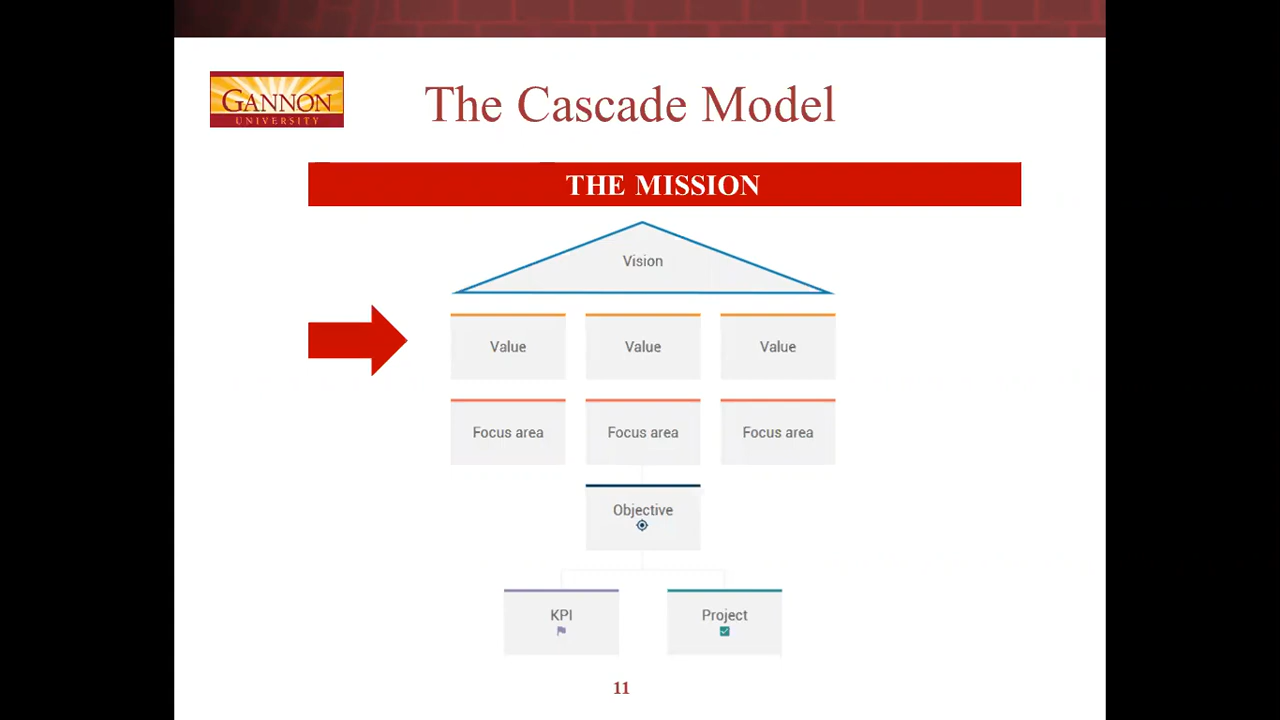 GANNON
UNIVERSITY
The Cascade Model
THE MISSION
Vision
Value Value Value
Focus area Focus area Focus area
Objective
KPI Project
11